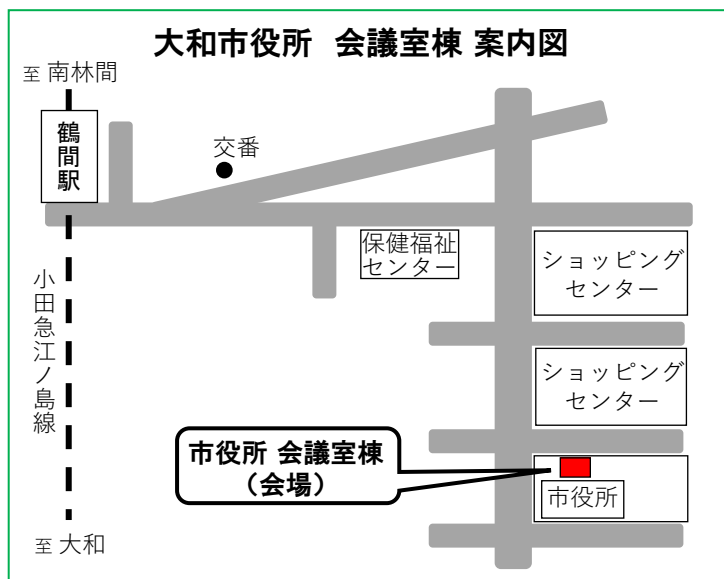 大和市役所 会議室棟 案内図
至 南林間
鶴間駅
交番
保健福祉
センター
ショッピング
センター
小田急江ノ島線
ショッピング
センター
市役所 会議室棟
（会場）
市役所
至 大和